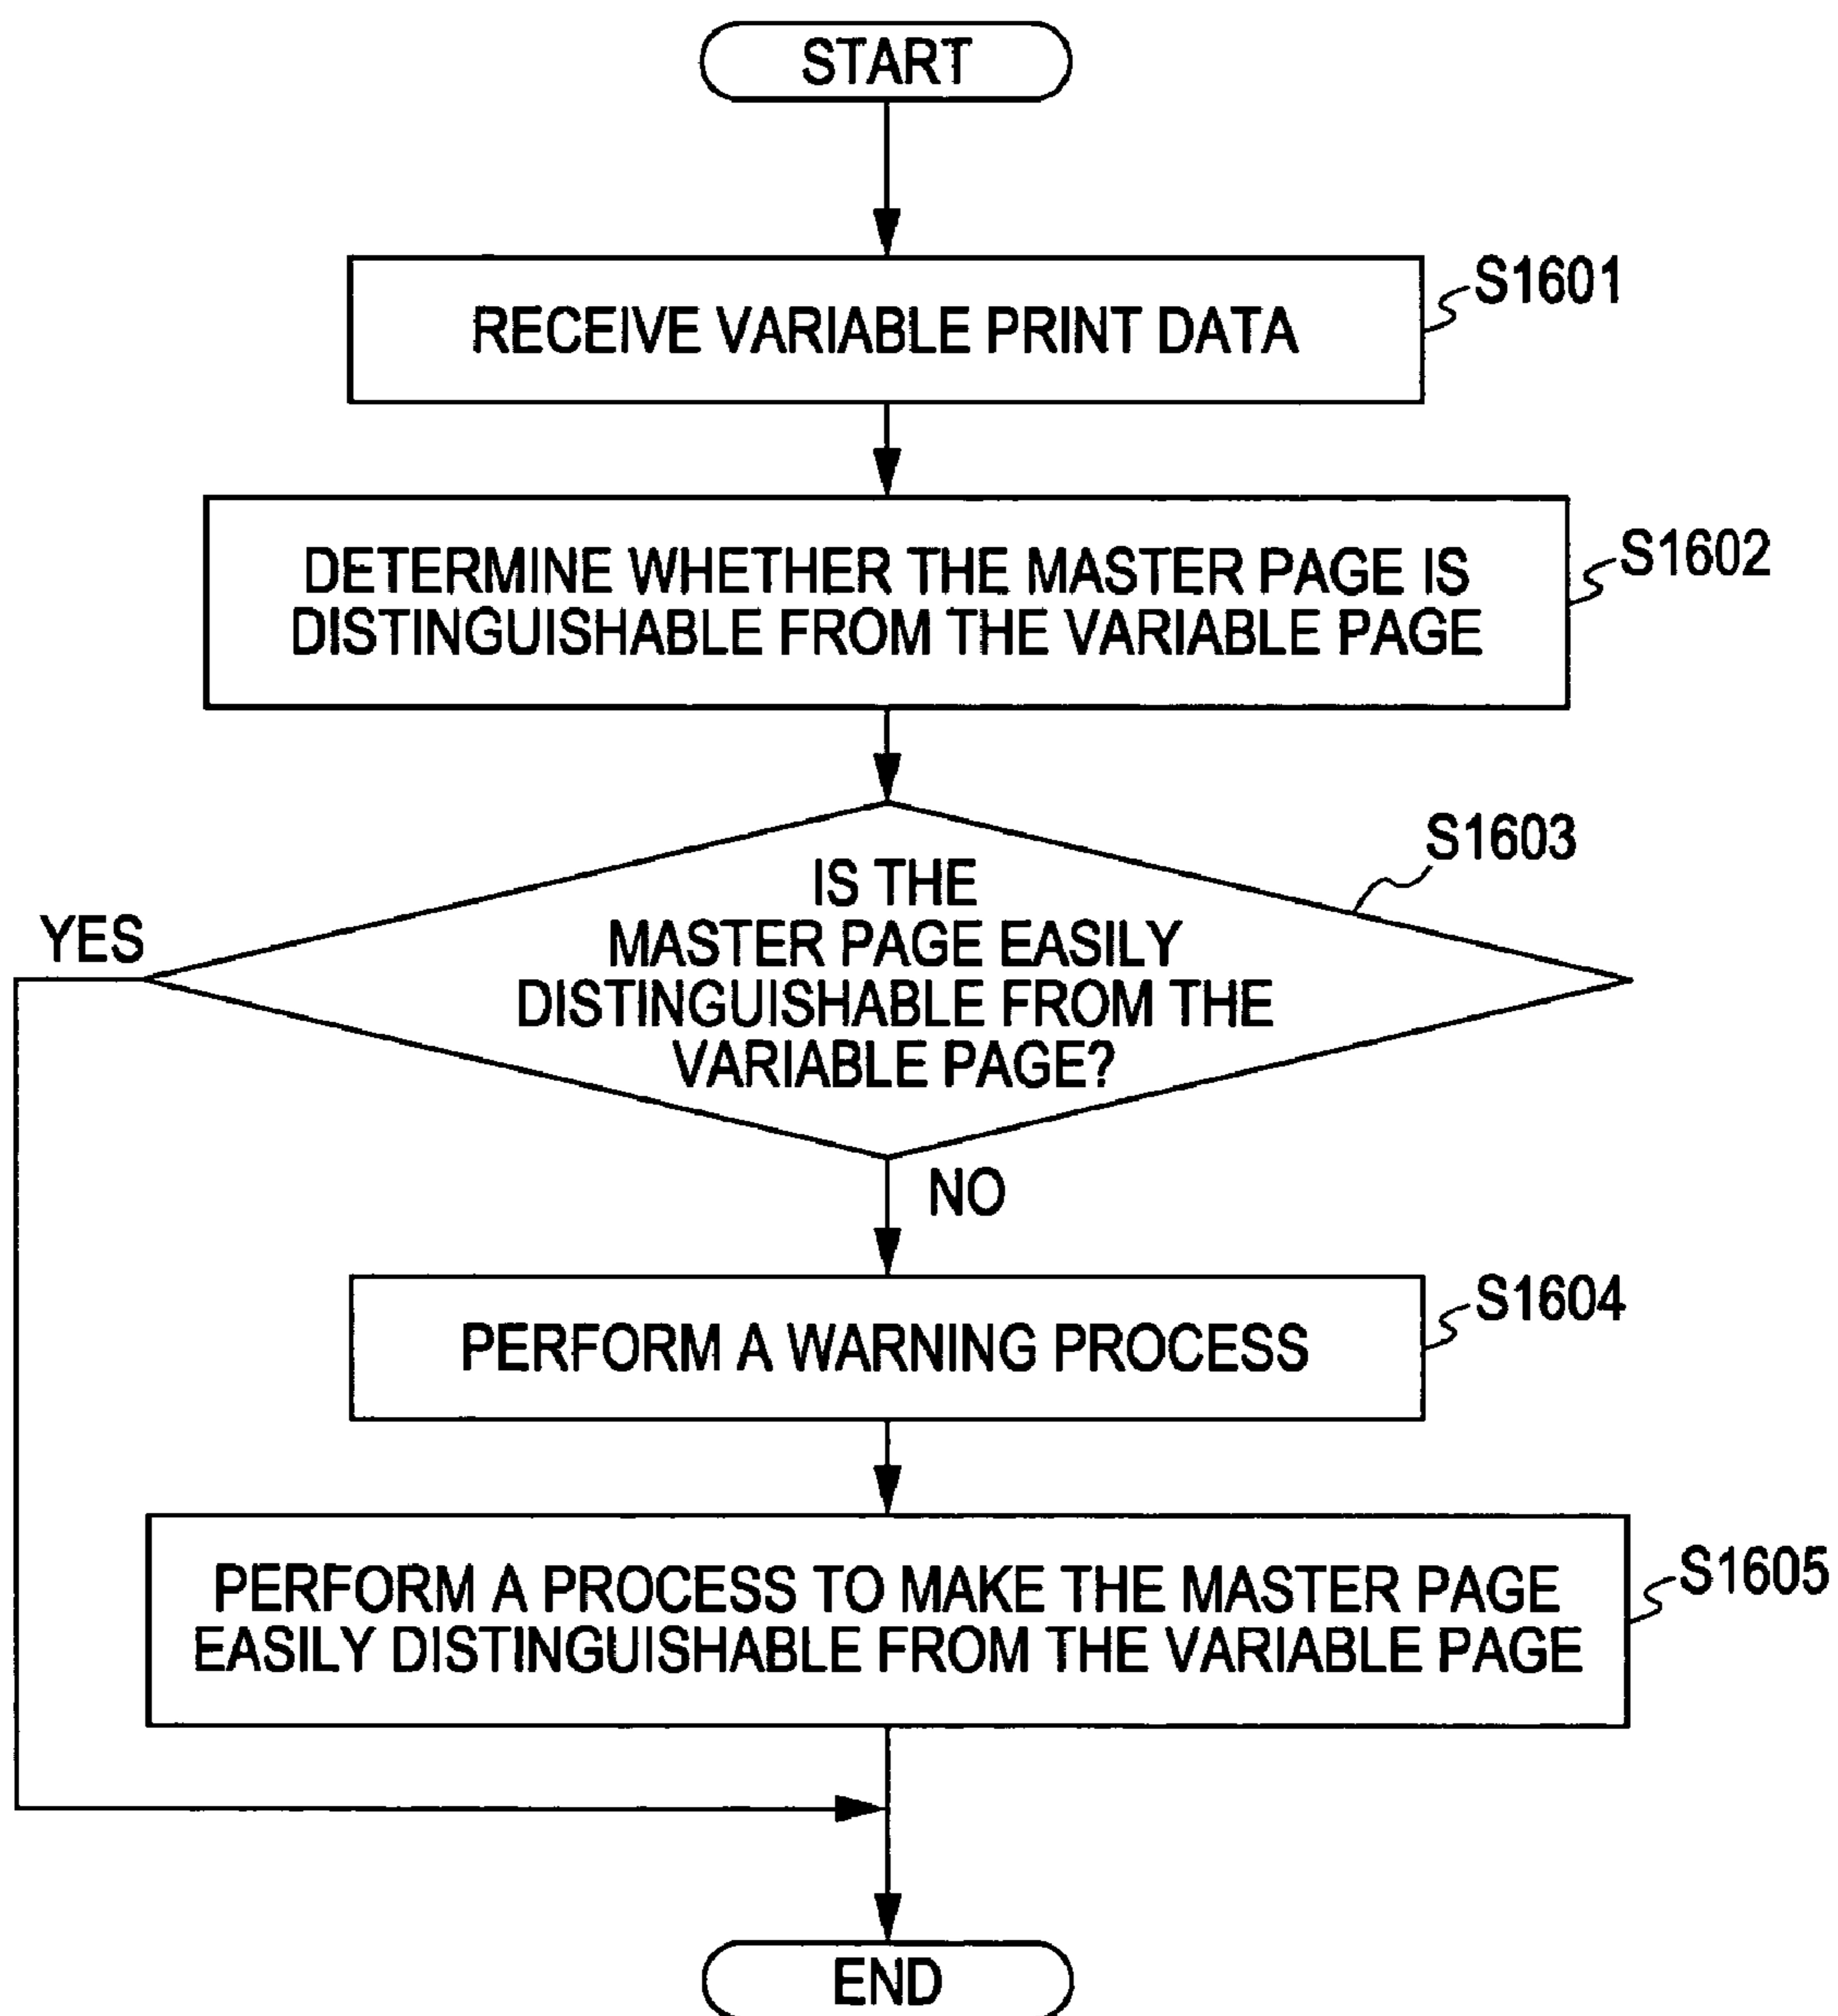 START
RECEIVE VARIABLE PRINT DATA
S1601
DETERMINE WHETHER THE MASTER PAGE IS
DISTINGUISHABLE FROM THE VARIABLE PAGE
S1602
IS THE
MASTER PAGE EASILY
DISTINGUISHABLE FROM THE
VARIABLE PAGE?
S1603
YES
NO
PERFORM A WARNING PROCESS
S1604
PERFORM A PROCESS TO MAKE THE MASTER PAGE
EASILY DISTINGUISHABLE FROM THE VARIABLE PAGE
S1605
END